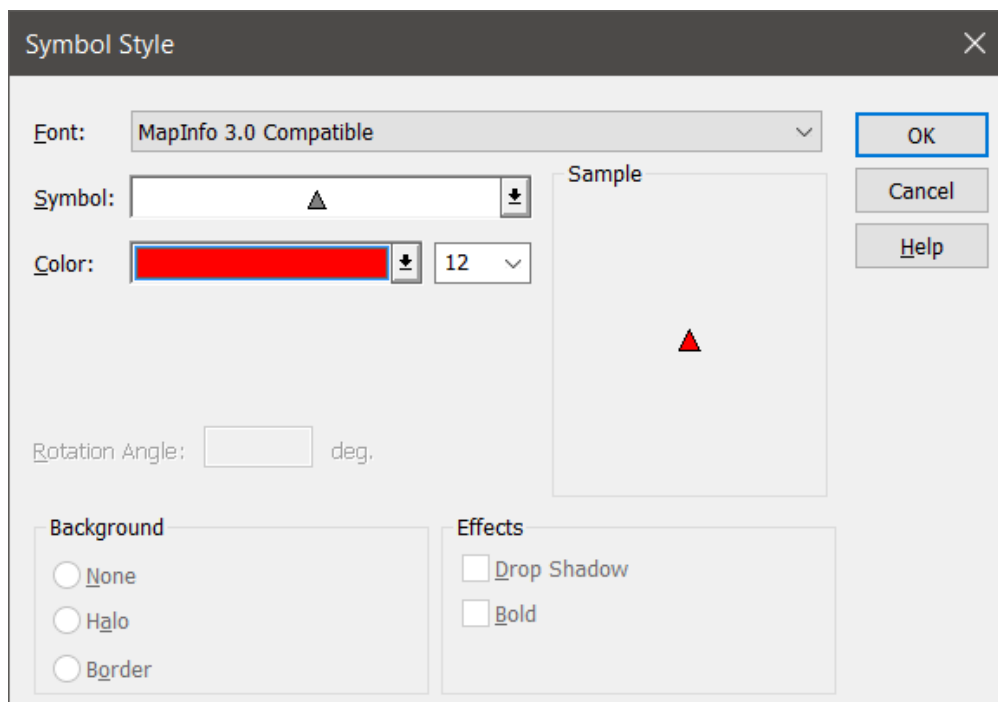 Symbol Style
Font: MapInfo 3.0 Compatible
OK
Symbol:
Sample
Cancel
Color: 12
Help
Rotation Angle: deg.
Background
Effects
None
Drop Shadow
Halo
Bold
Border